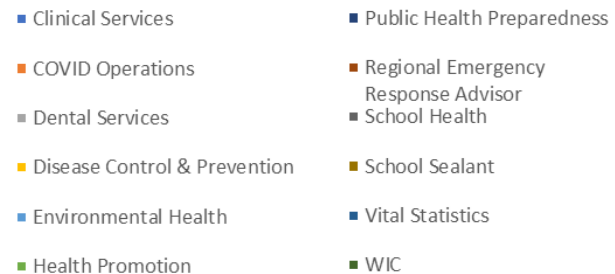 Clinical Services
COVID Operations
Dental Services
Disease Control & Prevention
Environmental Health
Health Promotion
Public Health Preparedness
Regional Emergency
Response Advisor
School Health
School Sealant
Vital Statistics
WIC